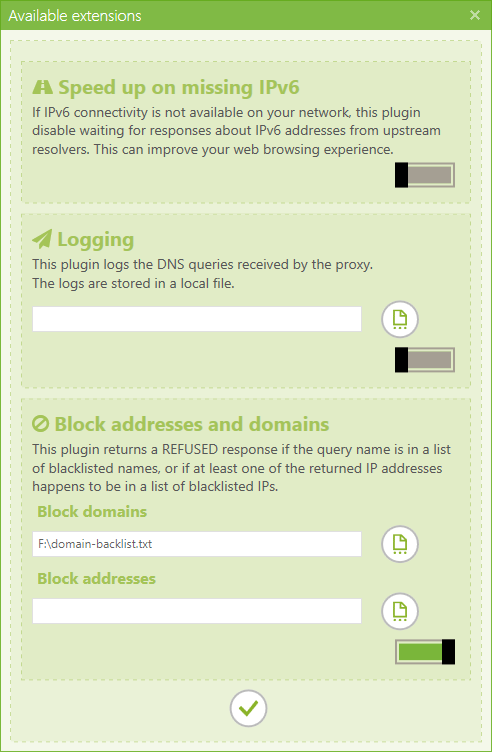 Available extensions
Speed up on missing IPv6
If IPv6 connectivity is not available on your network, this plugin
disable waiting for responses about IPv6 addresses from upstream
resolvers. This can improve your web browsing experience.
Logging
This plugin logs the DNS queries received by the proxy.
The logs are stored in a local file.
Block addresses and domains
This plugin returns a REFUSED response if the query name is in a list
of blacklisted names, or if at least one of the returned IP addresses
happens to be in a list of blacklisted IPs.
Block domains
F:\domain-backlist.txt
Block addresses